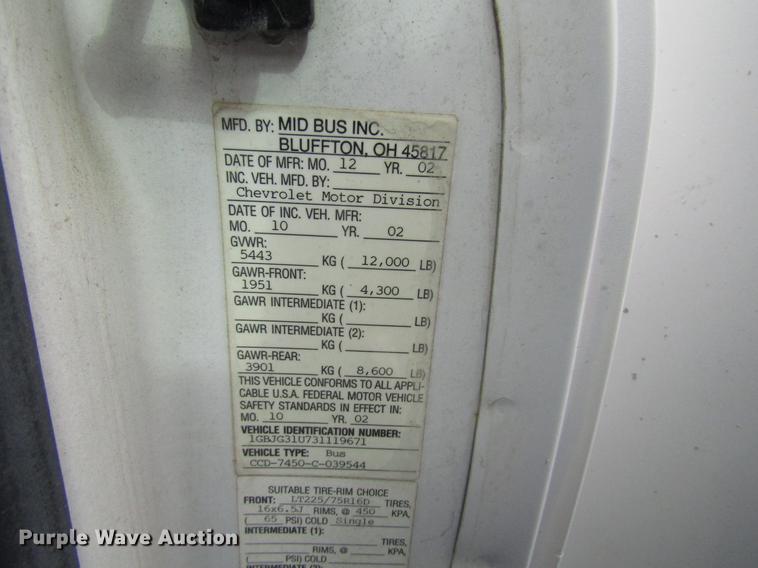 MFD. BY: MID BUS INC.
BLUFFTON, OH 45817
DATE OF MFR: MO. 12 YR. 02
INC. VEH. MFD. BY:
Chevrolet Motor Division
DATE OF INC. VEH. MFR:
MO. 10 YR. 02
GVWR:
5443 KG ( 12,000 LB)
GAWR-FRONT:
1951 KG ( 4,300 LB)
GAWR INTERMEDIATE (1):
KG ( LB)
GAWR INTERMEDIATE (2):
KG ( LB)
GAWR-REAR:
3901 KG ( 8,600 LB)
THIS VEHICLE CONFORMS TO ALL APPLI-
CABLE U.S.A. FEDERAL MOTOR VEHICLE
SAFETY STANDARDS IN EFFECT IN:
MO. 10 YR. 02
VEHICLE IDENTIFICATION NUMBER:
1GBJG31U731119671
VEHICLE TYPE: Bus
CCD-7450-C-039544
SUITABLE TIRE-RIM CHOICE
FRONT: LT225/75R16D TIRES,
16x6.5J RIMS, @ 450 KPA,
( 65 PSI) COLD Single
INTERMEDIATE (1):
TIRES,
RIMS, @ KPA,
( PSI) COLD
INTERMEDIATE (2):
Purple Wave Auction